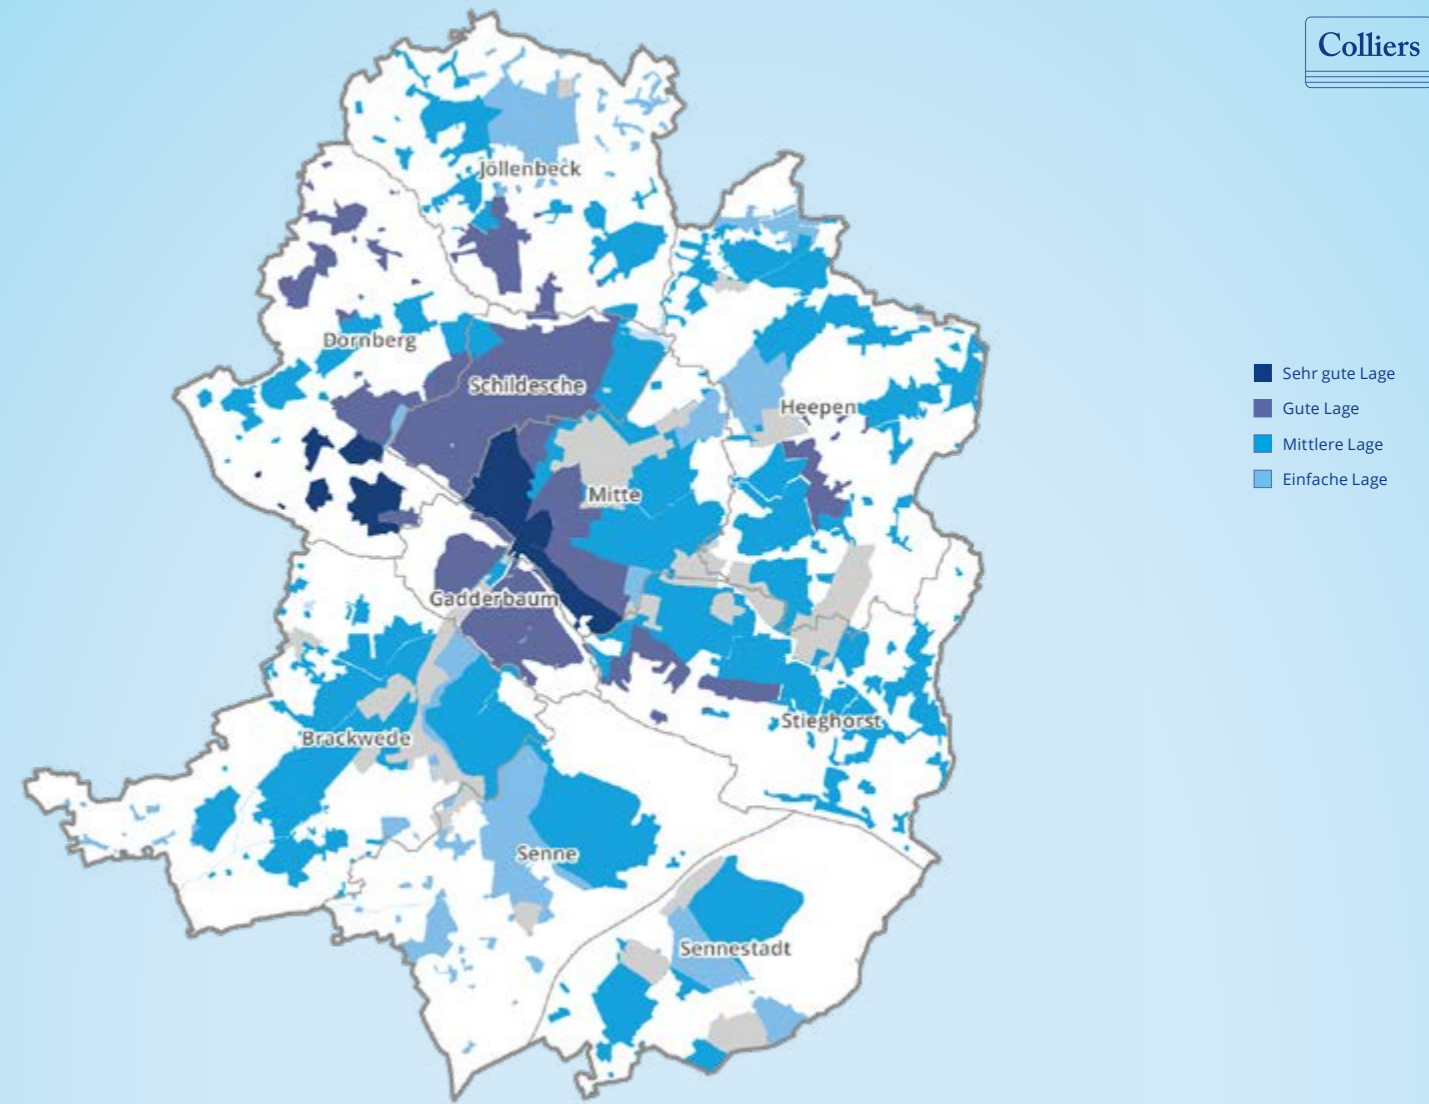 Colliers
Jöllenbeck
Dornberg
Schildesche
Heepen
Mitte
Gadderbaum
Stieghorst
Brackwede
Senne
Sennestadt
Sehr gute Lage
Gute Lage
Mittlere Lage
Einfache Lage